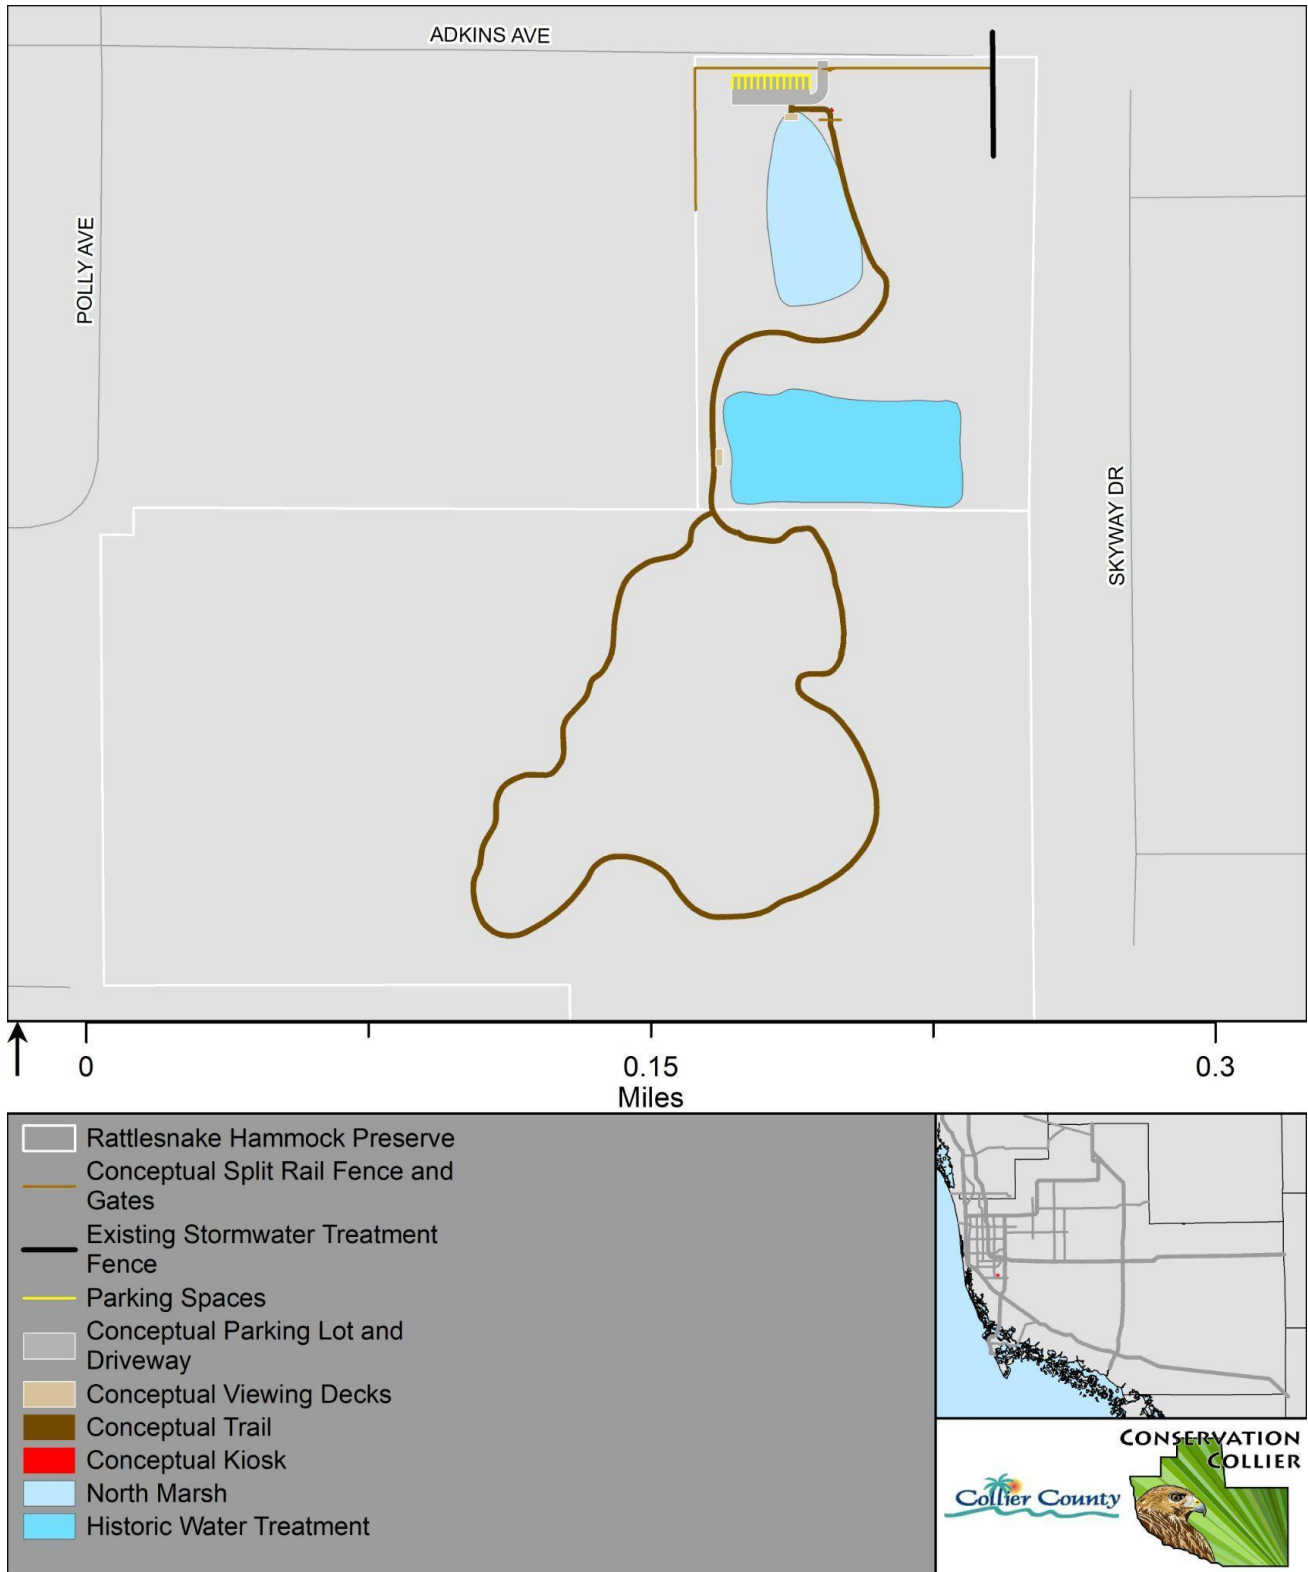 ADKINS AVE
POLLY AVE
SKYWAY DR
0
0.15
0.3
Miles
Rattlesnake Hammock Preserve
Conceptual Split Rail Fence and
Gates
Existing Stormwater Treatment
Fence
Parking Spaces
Conceptual Parking Lot and
Driveway
Conceptual Viewing Decks
Conceptual Trail
Conceptual Kiosk
North Marsh
Historic Water Treatment
CONSERVATION
COLLIER
Collier County